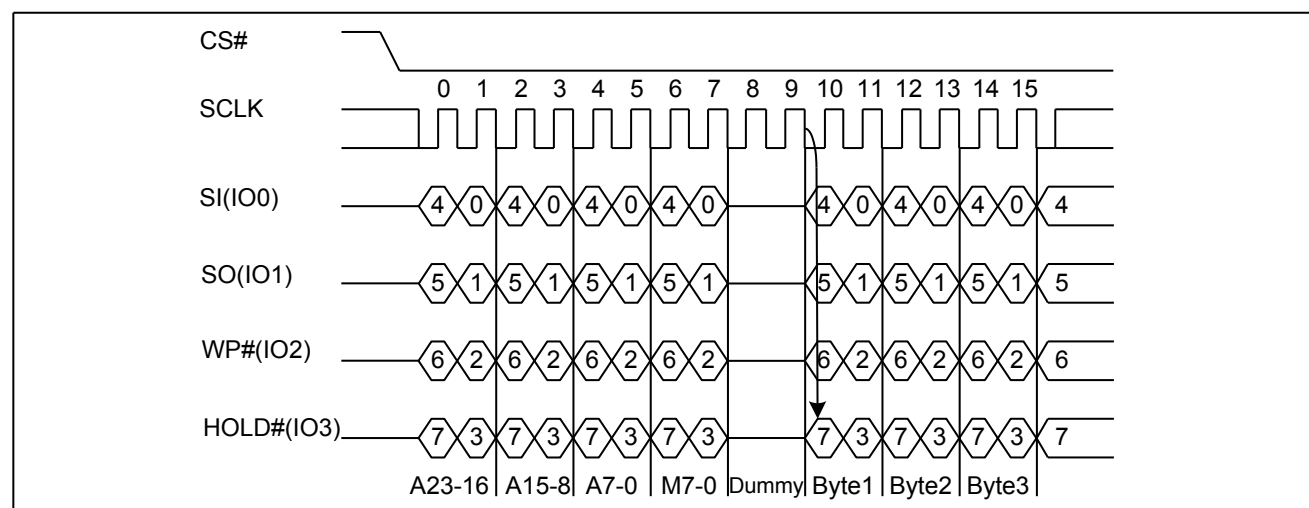 CS#
0 1 2 3 4 5 6 7 8 9 10 11 12 13 14 15
SCLK
SI(IO0) 4 0 4 0 4 0 4 0 4 0 4 0 4 0 4
SO(IO1) 5 1 5 1 5 1 5 1 5 1 5 1 5 1 5
WP#(IO2) 6 2 6 2 6 2 6 2 6 2 6 2 6 2 6
HOLD#(IO3) 7 3 7 3 7 3 7 3 7 3 7 3 7 3 7
A23-16 A15-8 A7-0 M7-0 Dummy Byte1 Byte2 Byte3